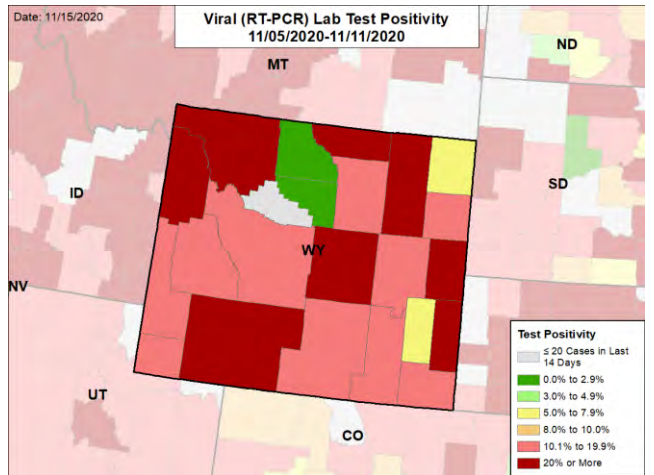 Date: 11/15/2020
Viral (RT-PCR) Lab Test Positivity
11/05/2020-11/11/2020
ND
MT
ID
SD
WY
NV
UT
CO
Test Positivity
≤ 20 Cases in Last
14 Days
0.0% to 2.9%
3.0% to 4.9%
5.0% to 7.9%
8.0% to 10.0%
10.1% to 19.9%
20% or More